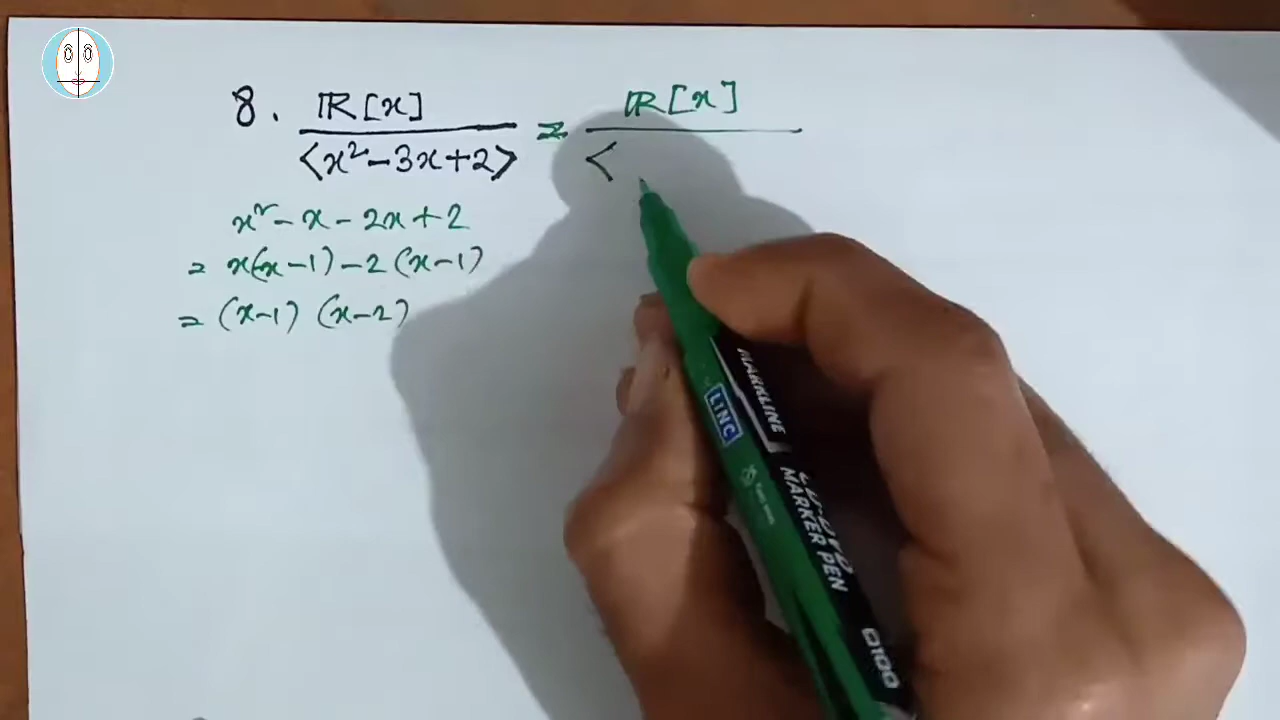 8. ℝ[x] / <x² - 3x + 2> = ℝ[x] / <
x² - x - 2x + 2
= x(x-1) - 2(x-1)
= (x-1) (x-2)
LINC
MARKLINE
MARKER PEN
D100